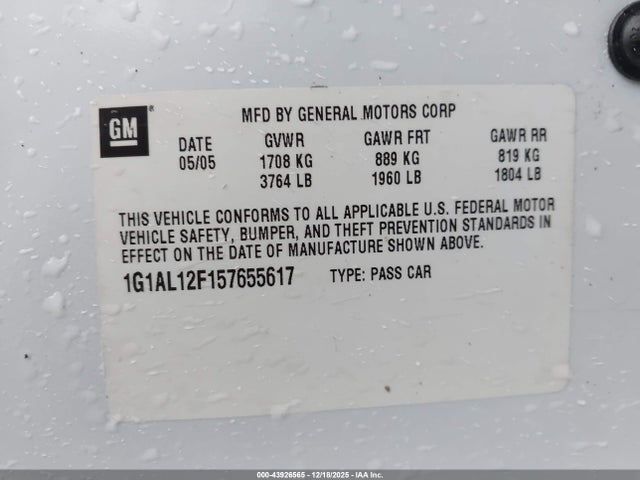 GM®
MFD BY GENERAL MOTORS CORP
DATE GVWR GAWR FRT GAWR RR
05/05 1708 KG 889 KG 819 KG
3764 LB 1960 LB 1804 LB
THIS VEHICLE CONFORMS TO ALL APPLICABLE U.S. FEDERAL MOTOR
VEHICLE SAFETY, BUMPER, AND THEFT PREVENTION STANDARDS IN
EFFECT ON THE DATE OF MANUFACTURE SHOWN ABOVE.
1G1AL12F157655617 TYPE: PASS CAR
000-43926565 - 12/18/2025 - IAA Inc.